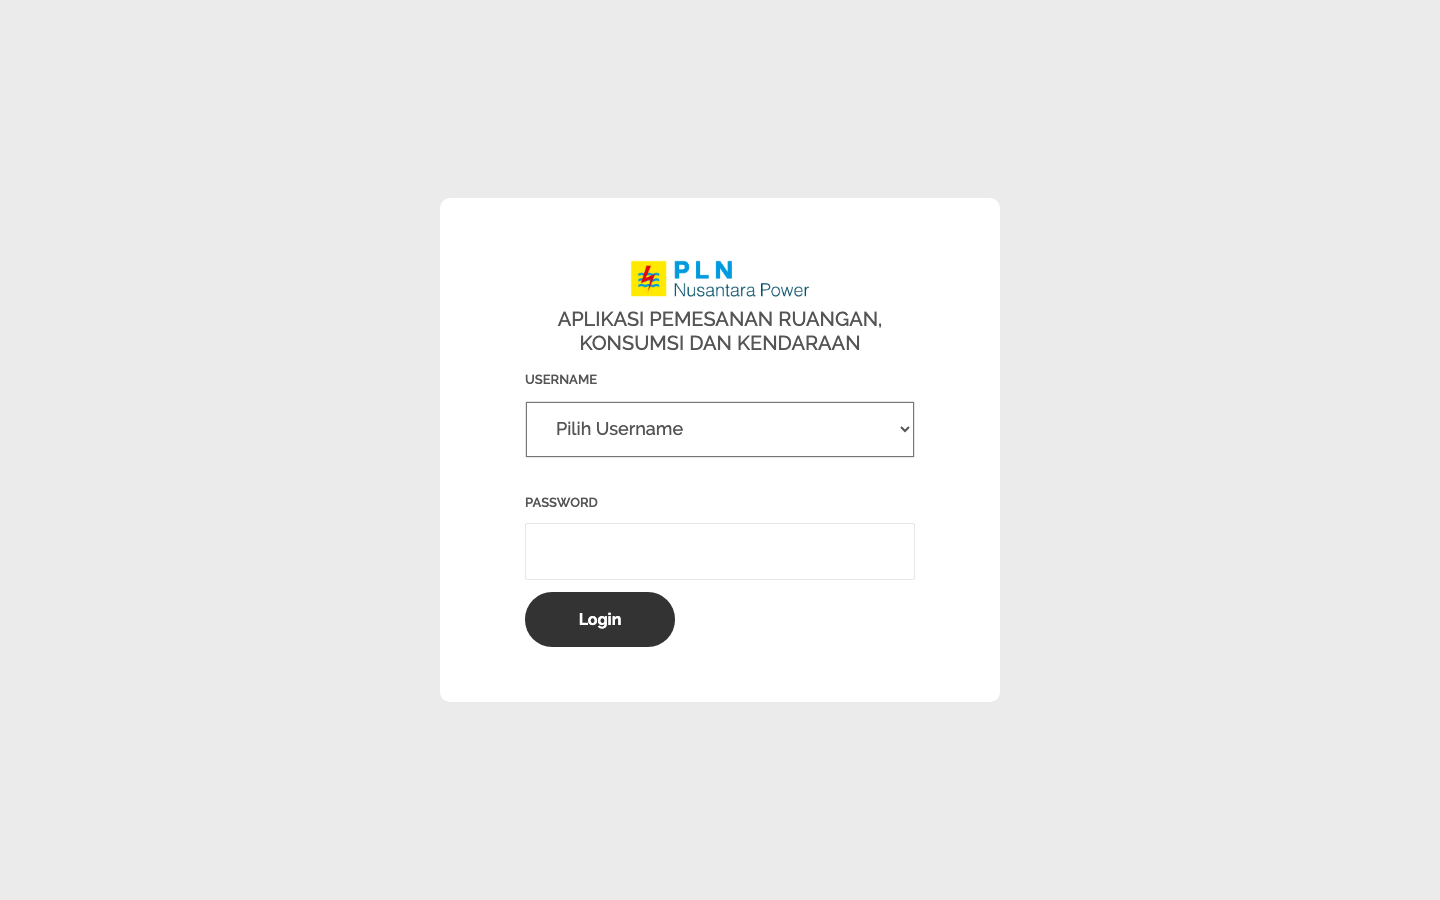 PLN
Nusantara Power
APLIKASI PEMESANAN RUANGAN,
KONSUMSI DAN KENDARAAN
USERNAME
Pilih Username
PASSWORD
Login